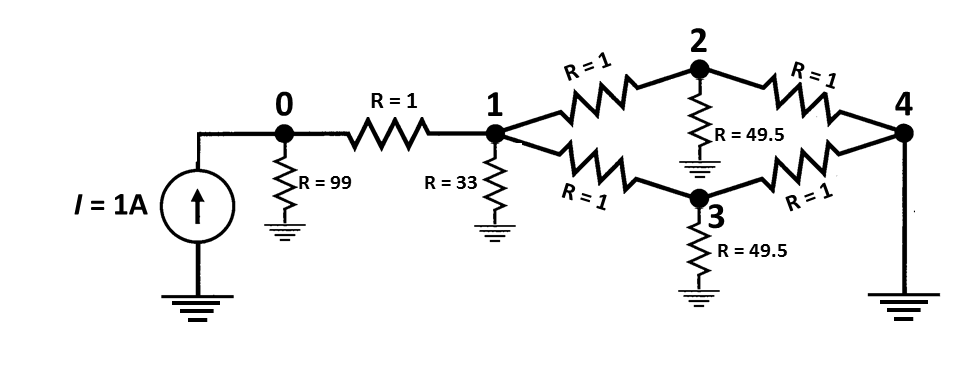 2
R = 1
R = 1
0
R = 1
1
4
R = 49.5
I = 1A
R = 99
R = 33
R = 1
R = 1
3
R = 49.5